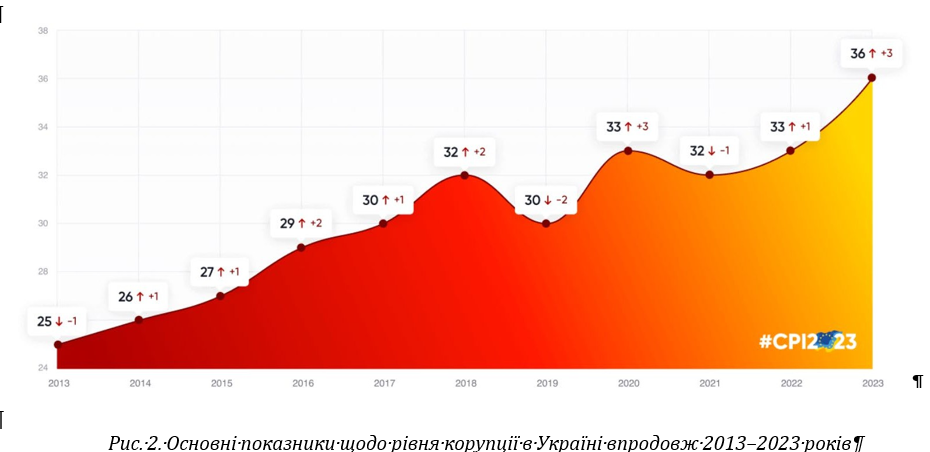 38
36 ↑ +3
36
34
33 ↑ +3
33 ↑ +1
32 ↑ +2
32 ↓ -1
32
30 ↑ +1
30 ↓ -2
30
29 ↑ +2
28
27 ↑ +1
26 ↑ +1
25 ↓ -1
#CPI2023
24
2013 2014 2015 2016 2017 2018 2019 2020 2021 2022 2023
Рис. 2. Основні показники щодо рівня корупції в Україні впродовж 2013–2023 років